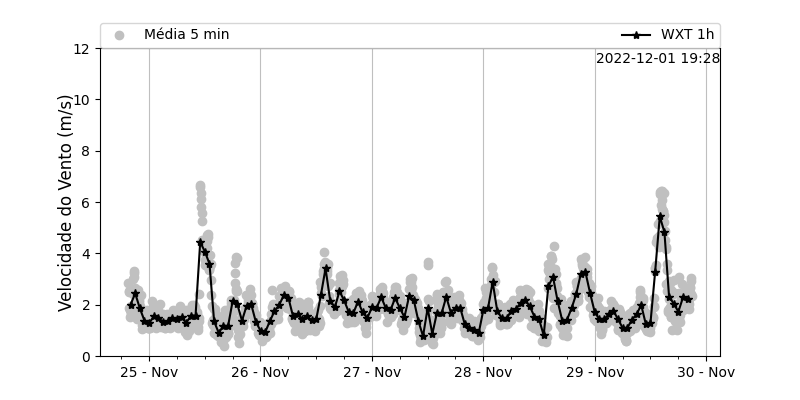 Média 5 min
WXT 1h
2022-12-01 19:28
Velocidade do Vento (m/s)
12
10
8
6
4
2
0
25 - Nov
26 - Nov
27 - Nov
28 - Nov
29 - Nov
30 - Nov